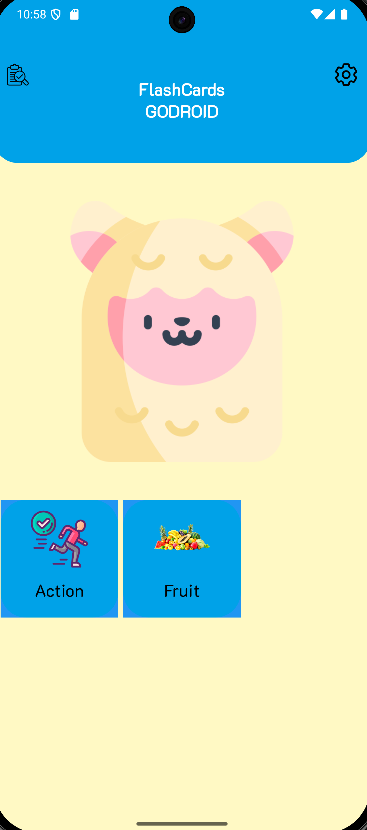 10:58
FlashCards
GODROID
Action
Fruit